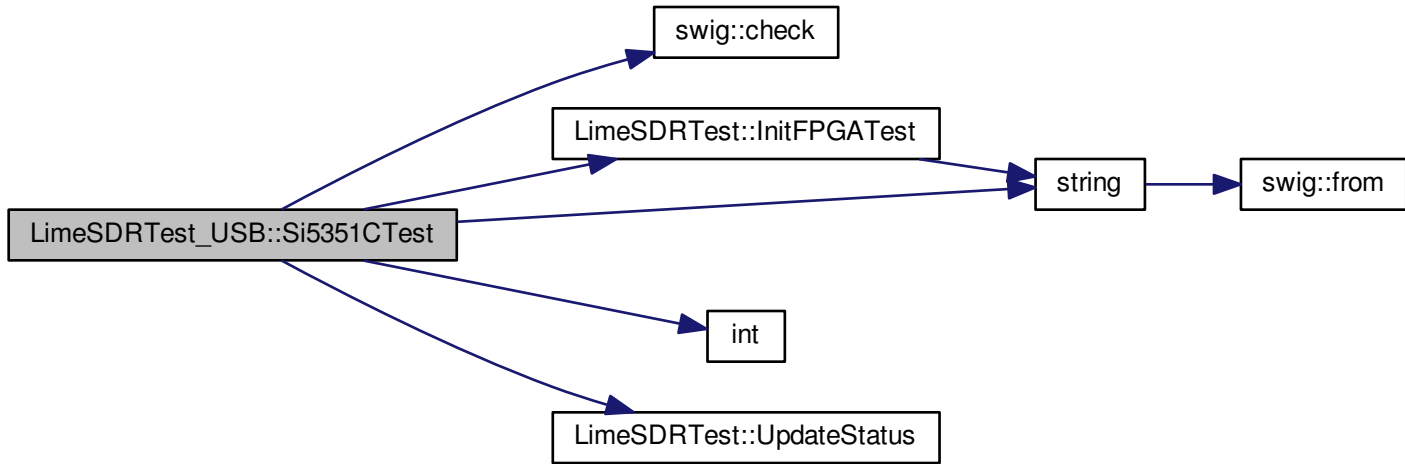 swig::check
LimeSDRTest::InitFPGATest
string
swig::from
LimeSDRTest_USB::Si5351CTest
int
LimeSDRTest::UpdateStatus